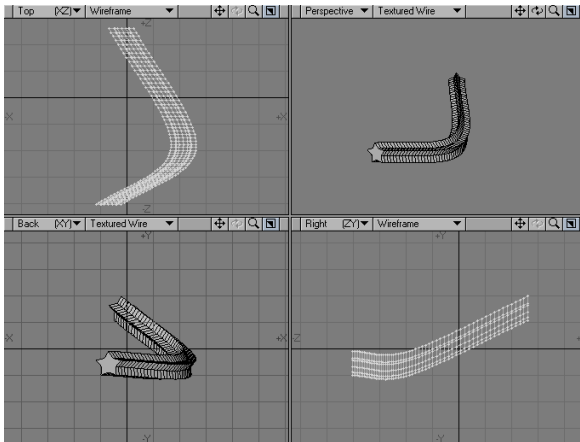 Top (XZ) Wireframe
Perspective Textured Wire
+Z
-X
+X
-Z
Back (XY) Textured Wire
Right (ZY) Wireframe
+Y
+Y
-X
+X
-Z
-Y
-Y